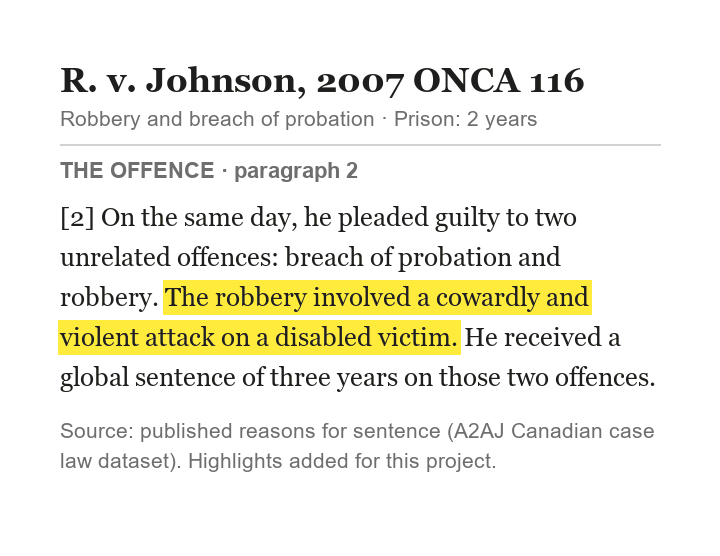 R. v. Johnson, 2007 ONCA 116
Robbery and breach of probation · Prison: 2 years
THE OFFENCE · paragraph 2
[2] On the same day, he pleaded guilty to two
unrelated offences: breach of probation and
robbery. The robbery involved a cowardly and
violent attack on a disabled victim. He received a
global sentence of three years on those two offences.
Source: published reasons for sentence (A2AJ Canadian case
law dataset). Highlights added for this project.